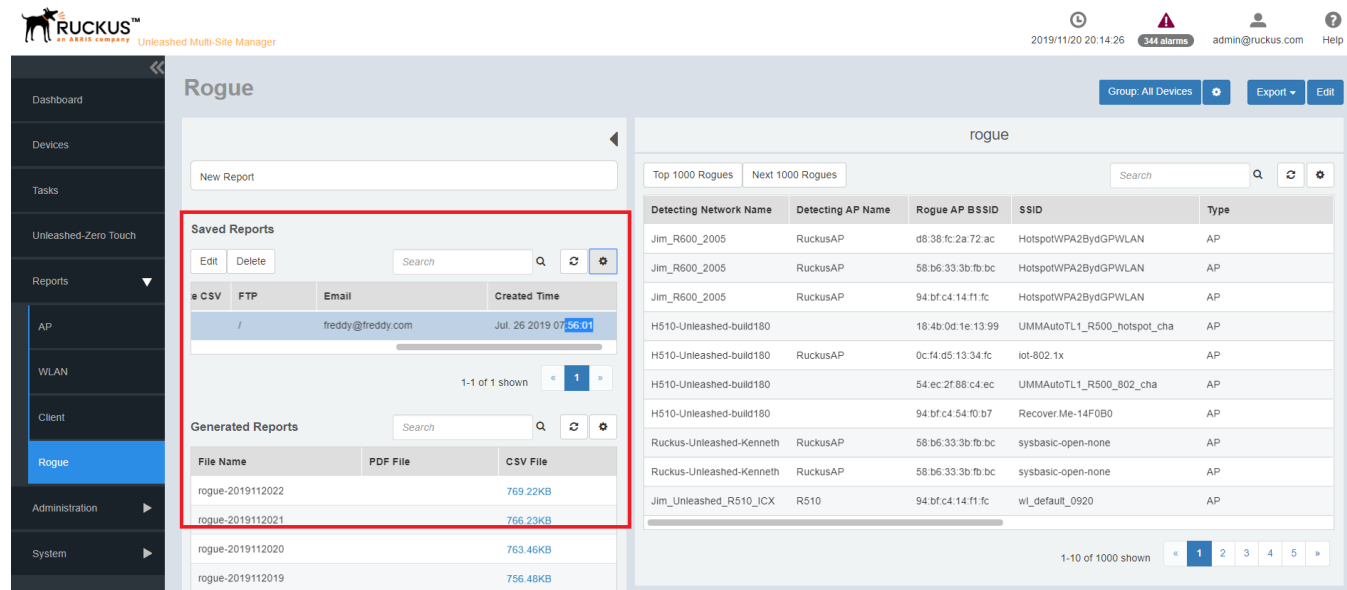 RUCKUS™
an ARRIS company
Unleashed Multi-Site Manager
2019/11/20 20:14:26
344 alarms
admin@ruckus.com
Help
Dashboard
Devices
Tasks
Unleashed-Zero Touch
Reports
AP
WLAN
Client
Rogue
Administration
System
Rogue
Group: All Devices
Export
Edit
New Report
Saved Reports
Edit Delete Search
e CSV FTP Email Created Time
/ freddy@freddy.com Jul. 26 2019 07:56:01
1-1 of 1 shown « 1 »
Generated Reports Search
File Name PDF File CSV File
rogue-2019112022 769.22KB
rogue-2019112021 766.23KB
rogue-2019112020 763.46KB
rogue-2019112019 756.48KB
rogue
Top 1000 Rogues Next 1000 Rogues Search
Detecting Network Name Detecting AP Name Rogue AP BSSID SSID Type
Jim_R600_2005 RuckusAP d8:38:fc:2a:72:ac HotspotWPA2BydGPWLAN AP
Jim_R600_2005 RuckusAP 58:b6:33:3b:fb:bc HotspotWPA2BydGPWLAN AP
Jim_R600_2005 RuckusAP 94:bf:c4:14:f1:fc HotspotWPA2BydGPWLAN AP
H510-Unleashed-build180 18:4b:0d:1e:13:99 UMMAutoTL1_R500_hotspot_cha AP
H510-Unleashed-build180 RuckusAP 0c:f4:d5:13:34:fc iot-802.1x AP
H510-Unleashed-build180 54:ec:2f:88:c4:ec UMMAutoTL1_R500_802_cha AP
H510-Unleashed-build180 94:bf:c4:54:f0:b7 Recover.Me-14F0B0 AP
Ruckus-Unleashed-Kenneth RuckusAP 58:b6:33:3b:fb:bc sysbasic-open-none AP
Ruckus-Unleashed-Kenneth RuckusAP 58:b6:33:3b:fb:bc sysbasic-open-none AP
Jim_Unleashed_R510_ICX R510 94:bf:c4:14:f1:fc wl_default_0920 AP
1-10 of 1000 shown « 1 2 3 4 5 »